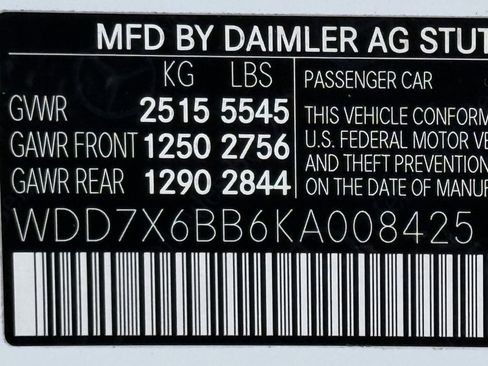 MFD BY DAIMLER AG STUT
KG LBS
GVWR 2515 5545
GAWR FRONT 1250 2756
GAWR REAR 1290 2844
PASSENGER CAR
THIS VEHICLE CONFORM
U.S. FEDERAL MOTOR VE
AND THEFT PREVENTION
ON THE DATE OF MANUF
WDD7X6BB6KA008425